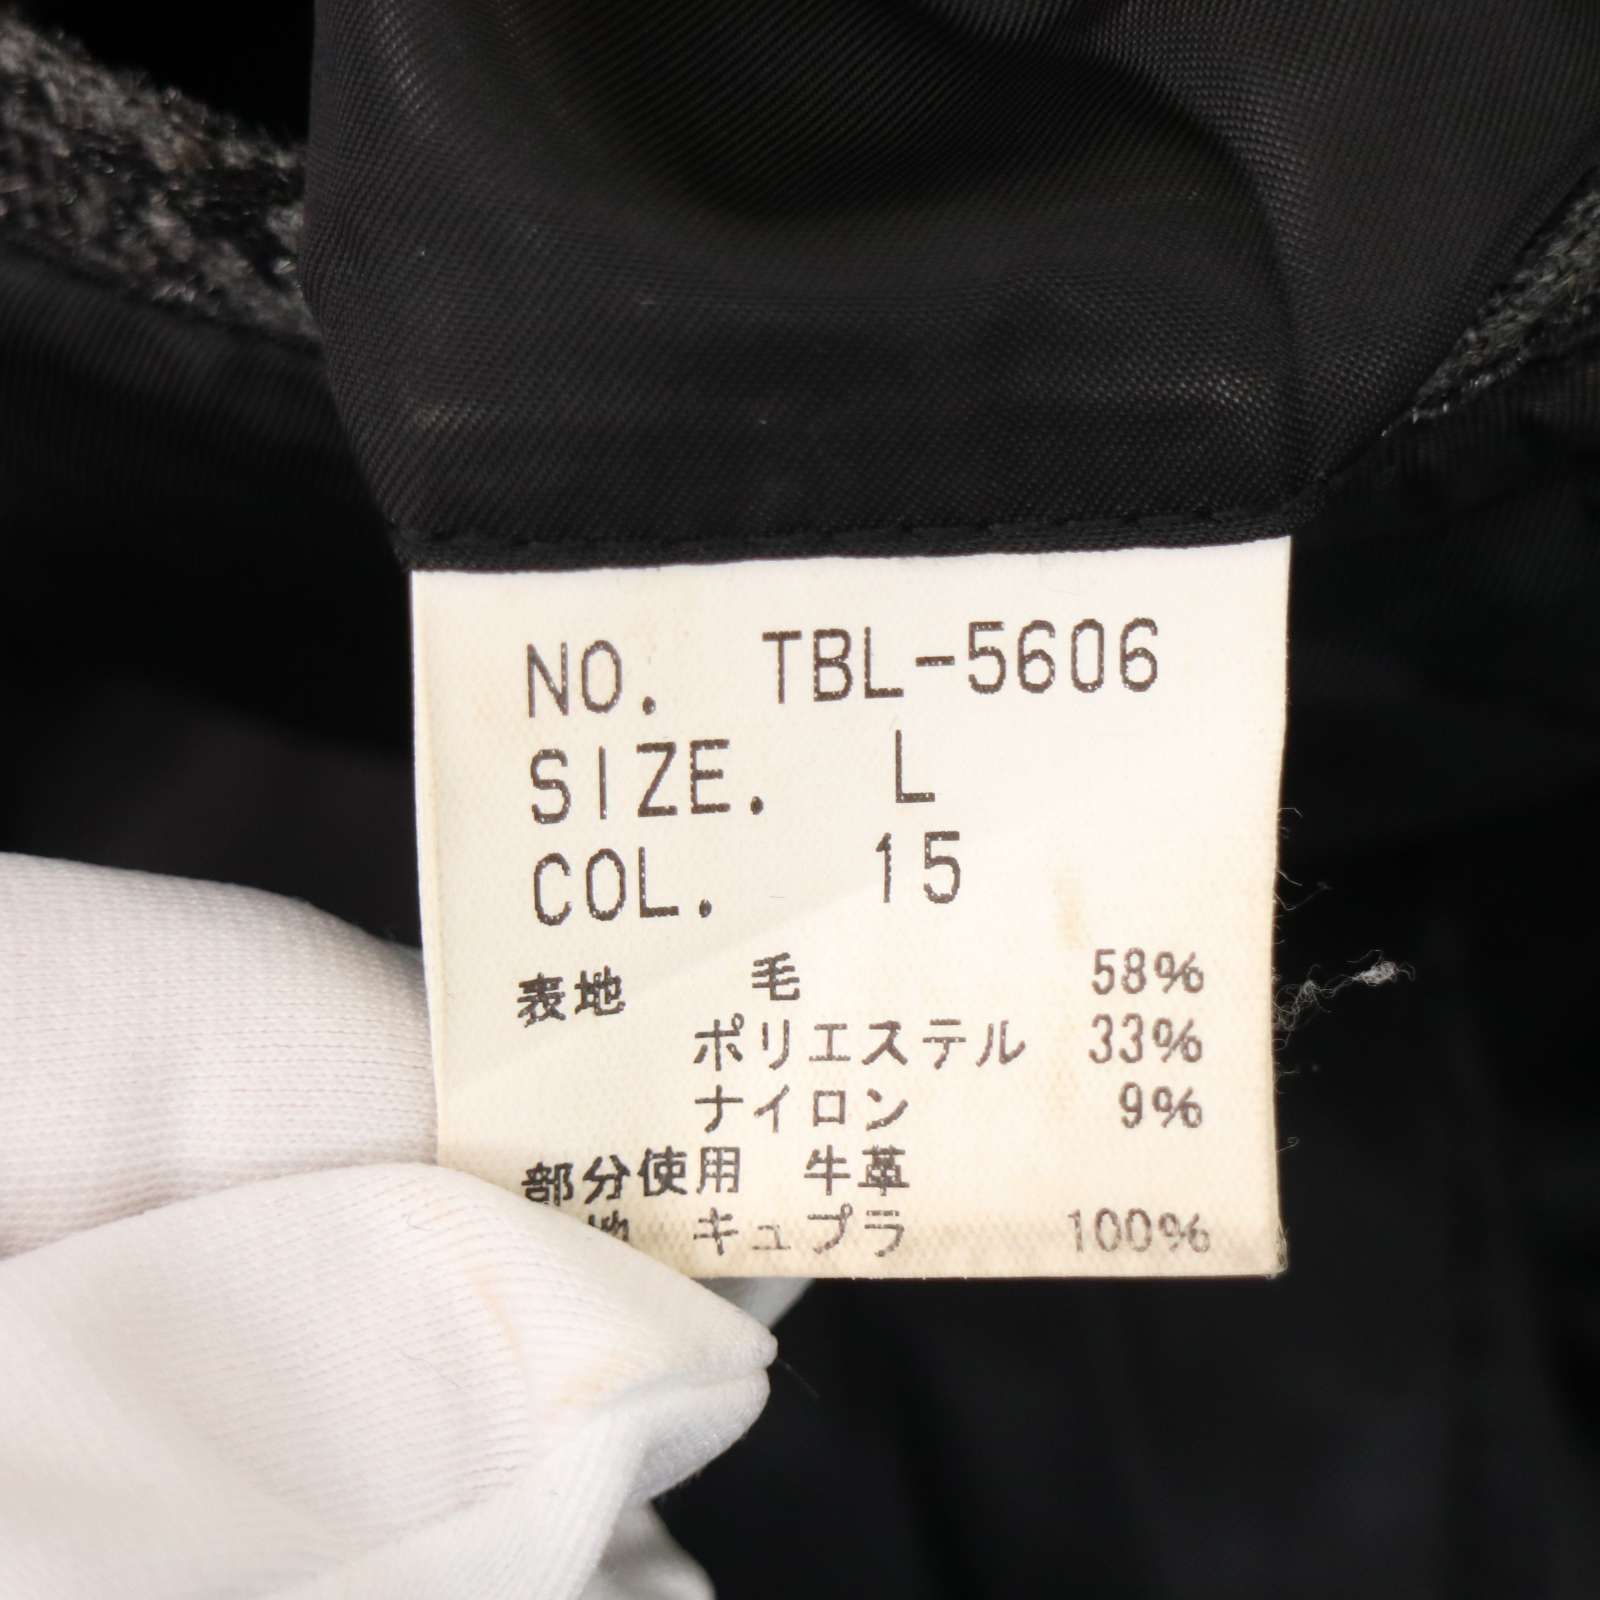 NO. TBL-5606
SIZE. L
COL. 15
表地 毛 58%
ポリエステル 33%
ナイロン 9%
部分使用 牛革
地 キュプラ 100%